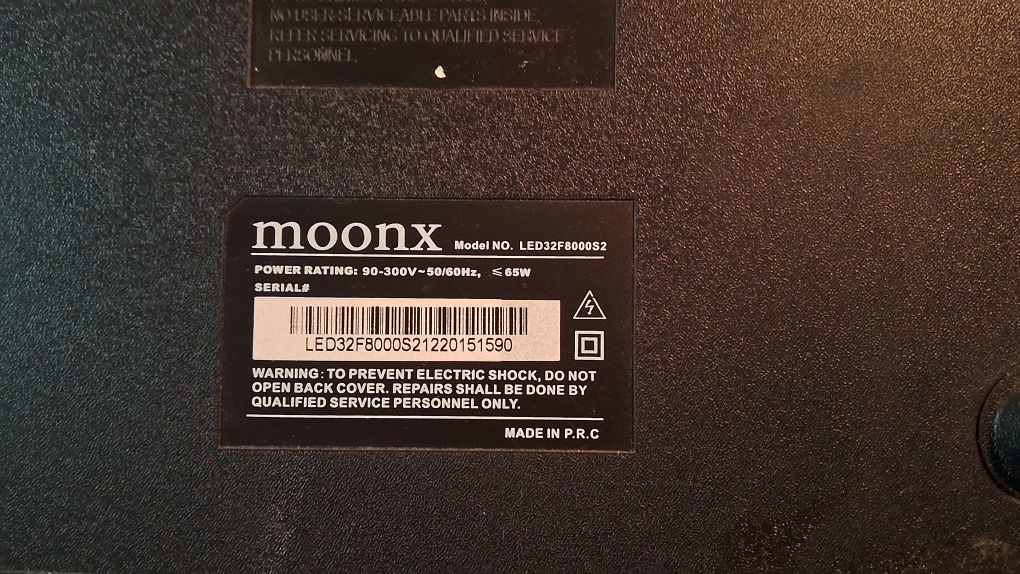 NO USER-SERVICEABLE PARTS INSIDE
REFER SERVICING TO QUALIFIED SERVICE
PERSONNEL.
moonx Model NO. LED32F8000S2
POWER RATING: 90-300V~50/60Hz, ≤65W
SERIAL#
LED32F8000S21220151590
WARNING: TO PREVENT ELECTRIC SHOCK, DO NOT
OPEN BACK COVER. REPAIRS SHALL BE DONE BY
QUALIFIED SERVICE PERSONNEL ONLY.
MADE IN P.R.C